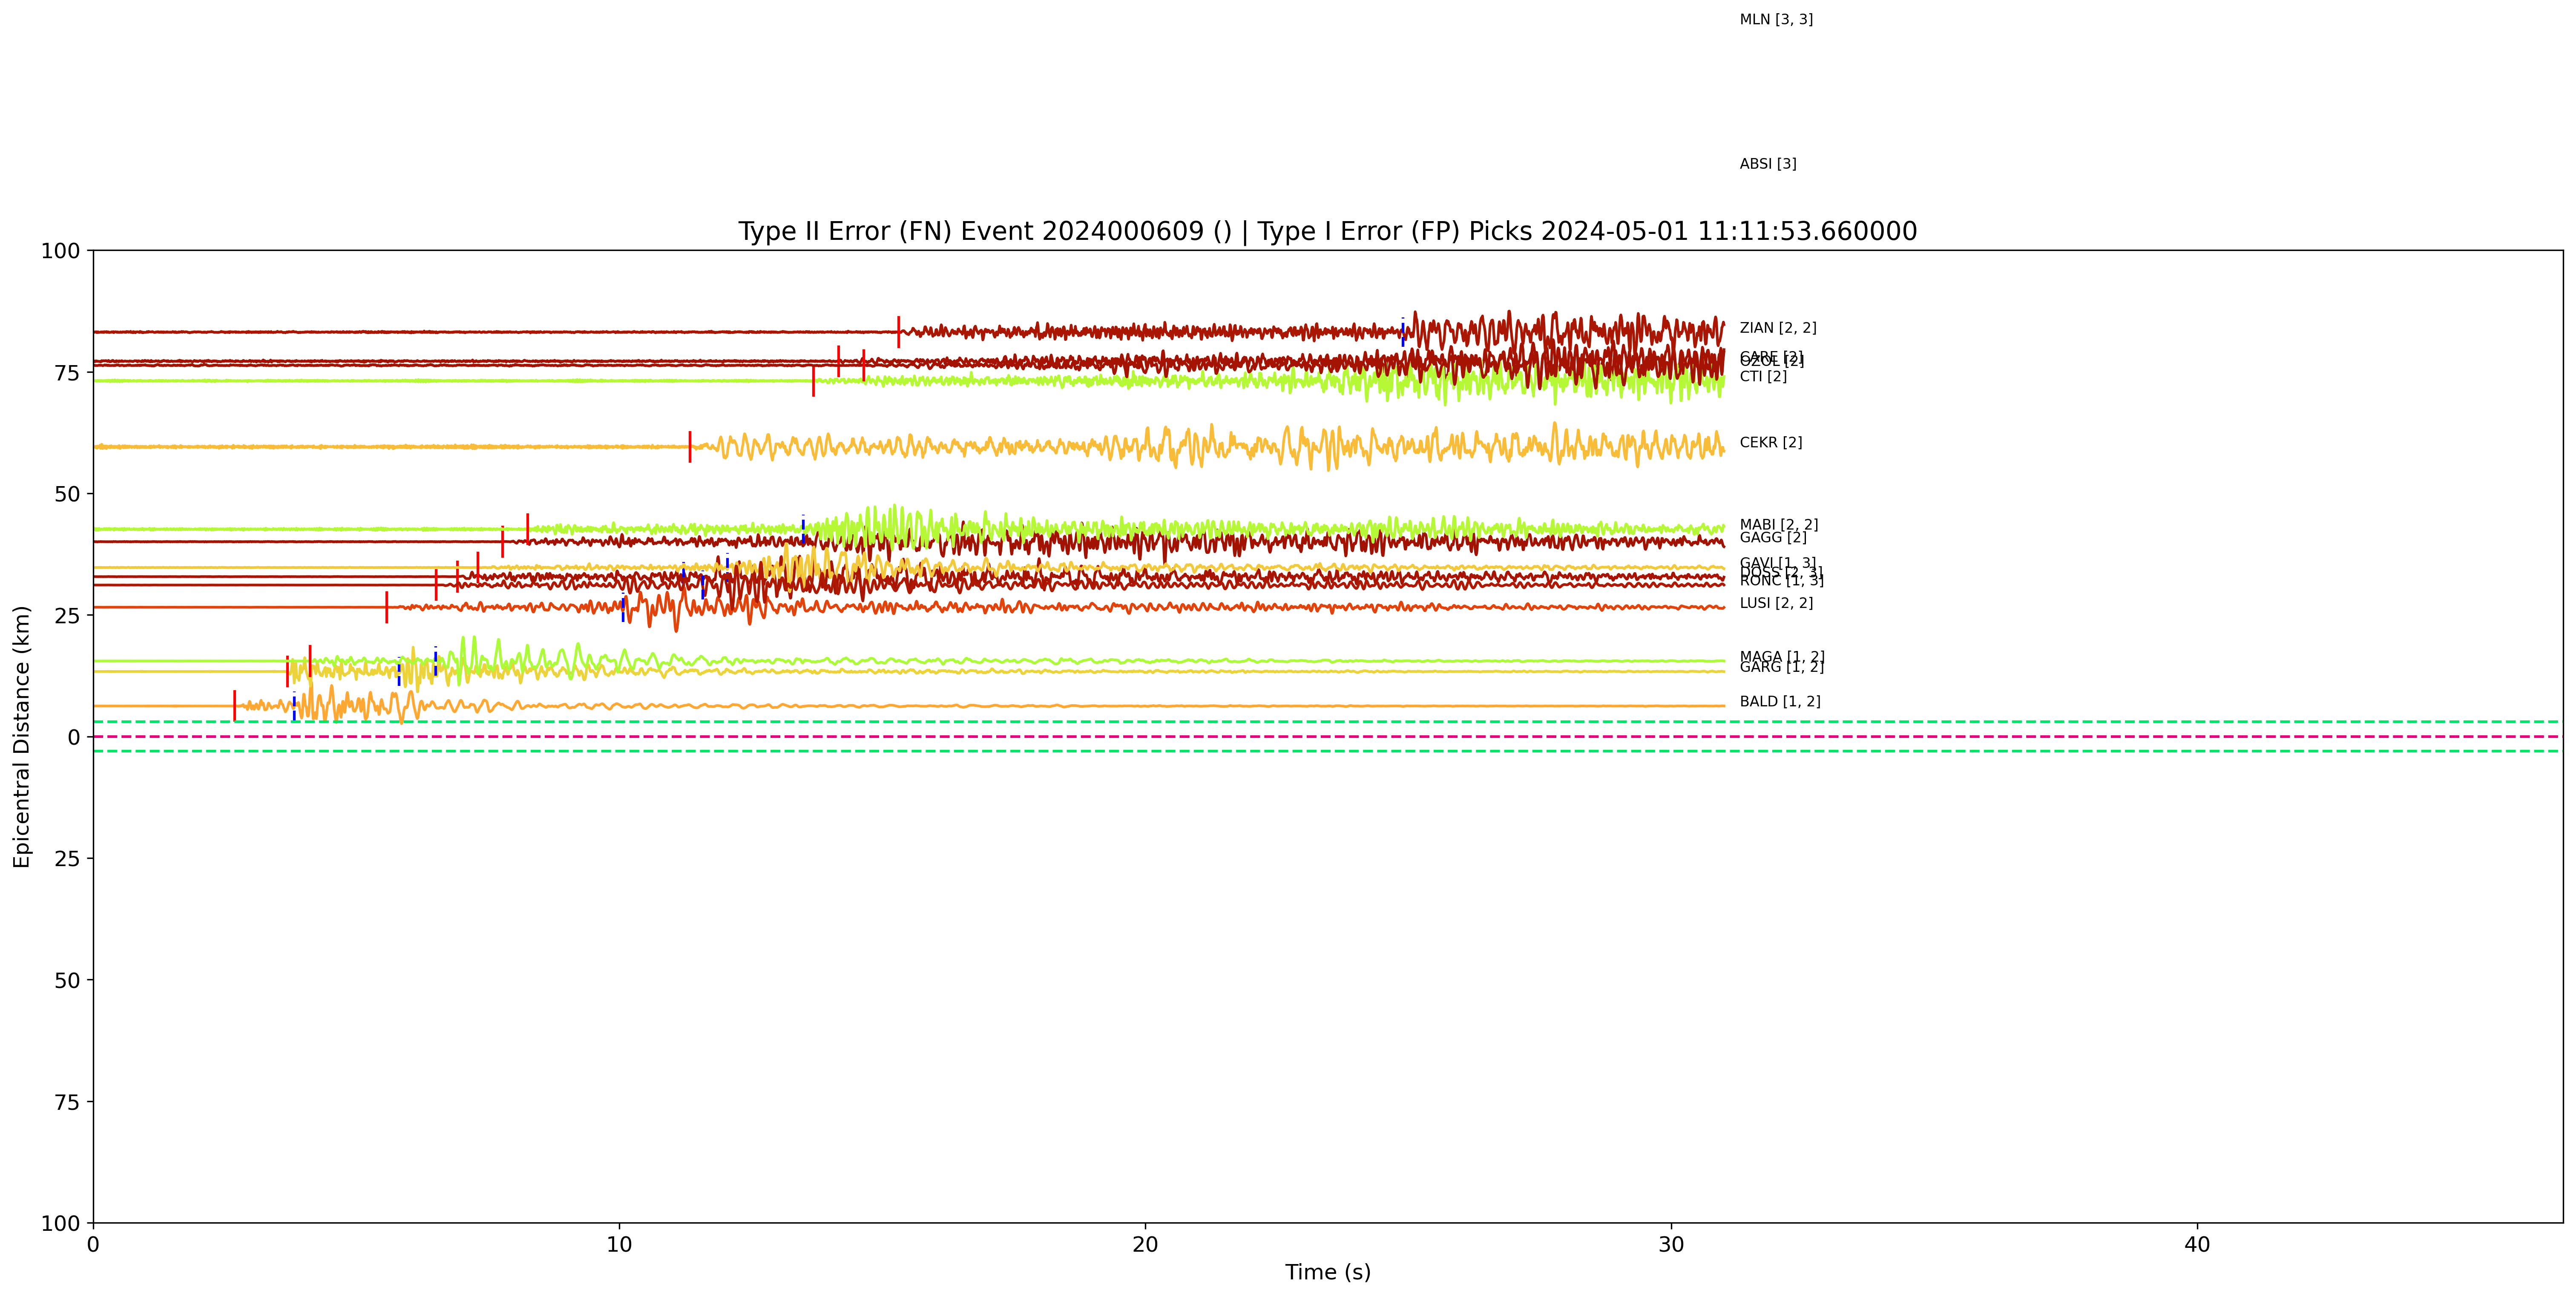 MLN [3, 3]
ABSI [3]
Type II Error (FN) Event 2024000609 () | Type I Error (FP) Picks 2024-05-01 11:11:53.660000
100
75
50
25
0
25
50
75
100
Epicentral Distance (km)
ZIAN [2, 2]
CARE [2]
OZOL [2]
CTI [2]
CEKR [2]
MABI [2, 2]
GAGG [2]
GAVI [1, 3]
DOSS [2, 3]
RONC [1, 3]
LUSI [2, 2]
MAGA [1, 2]
GARG [1, 2]
BALD [1, 2]
0
10
20
30
40
Time (s)